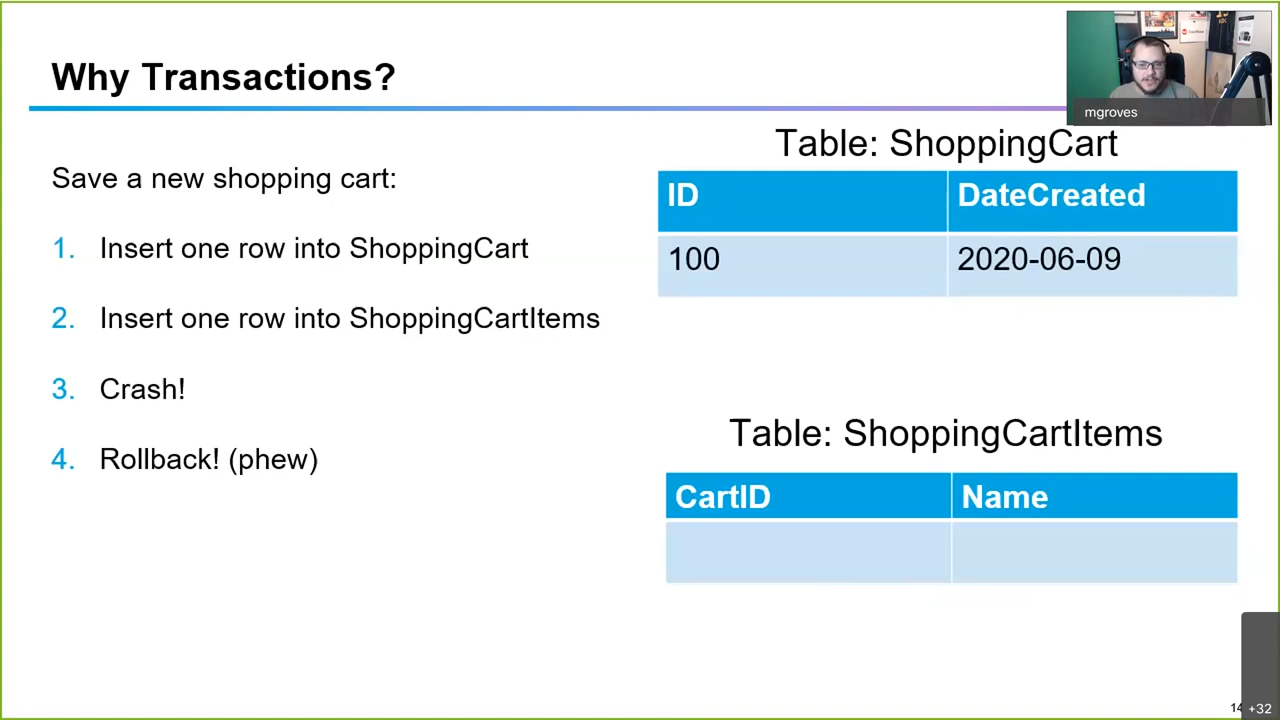 Why Transactions?
mgroves
Save a new shopping cart:
1. Insert one row into ShoppingCart
2. Insert one row into ShoppingCartItems
3. Crash!
4. Rollback! (phew)
Table: ShoppingCart
ID DateCreated
100 2020-06-09
Table: ShoppingCartItems
CartID Name
+32